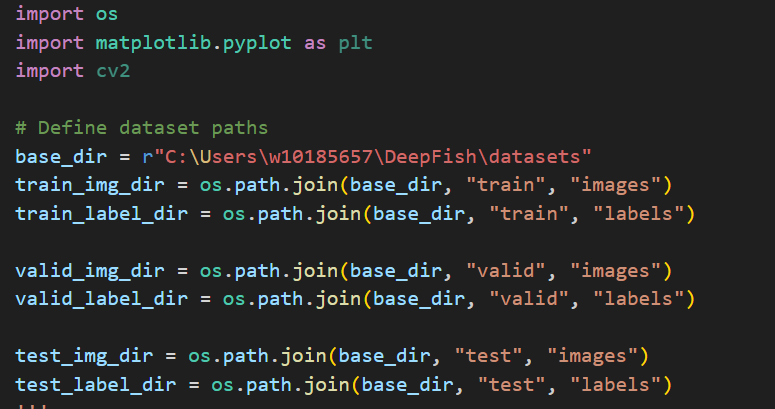 import os
import matplotlib.pyplot as plt
import cv2
# Define dataset paths
base_dir = r"C:\Users\w10185657\DeepFish\datasets"
train_img_dir = os.path.join(base_dir, "train", "images")
train_label_dir = os.path.join(base_dir, "train", "labels")
valid_img_dir = os.path.join(base_dir, "valid", "images")
valid_label_dir = os.path.join(base_dir, "valid", "labels")
test_img_dir = os.path.join(base_dir, "test", "images")
test_label_dir = os.path.join(base_dir, "test", "labels")
'''